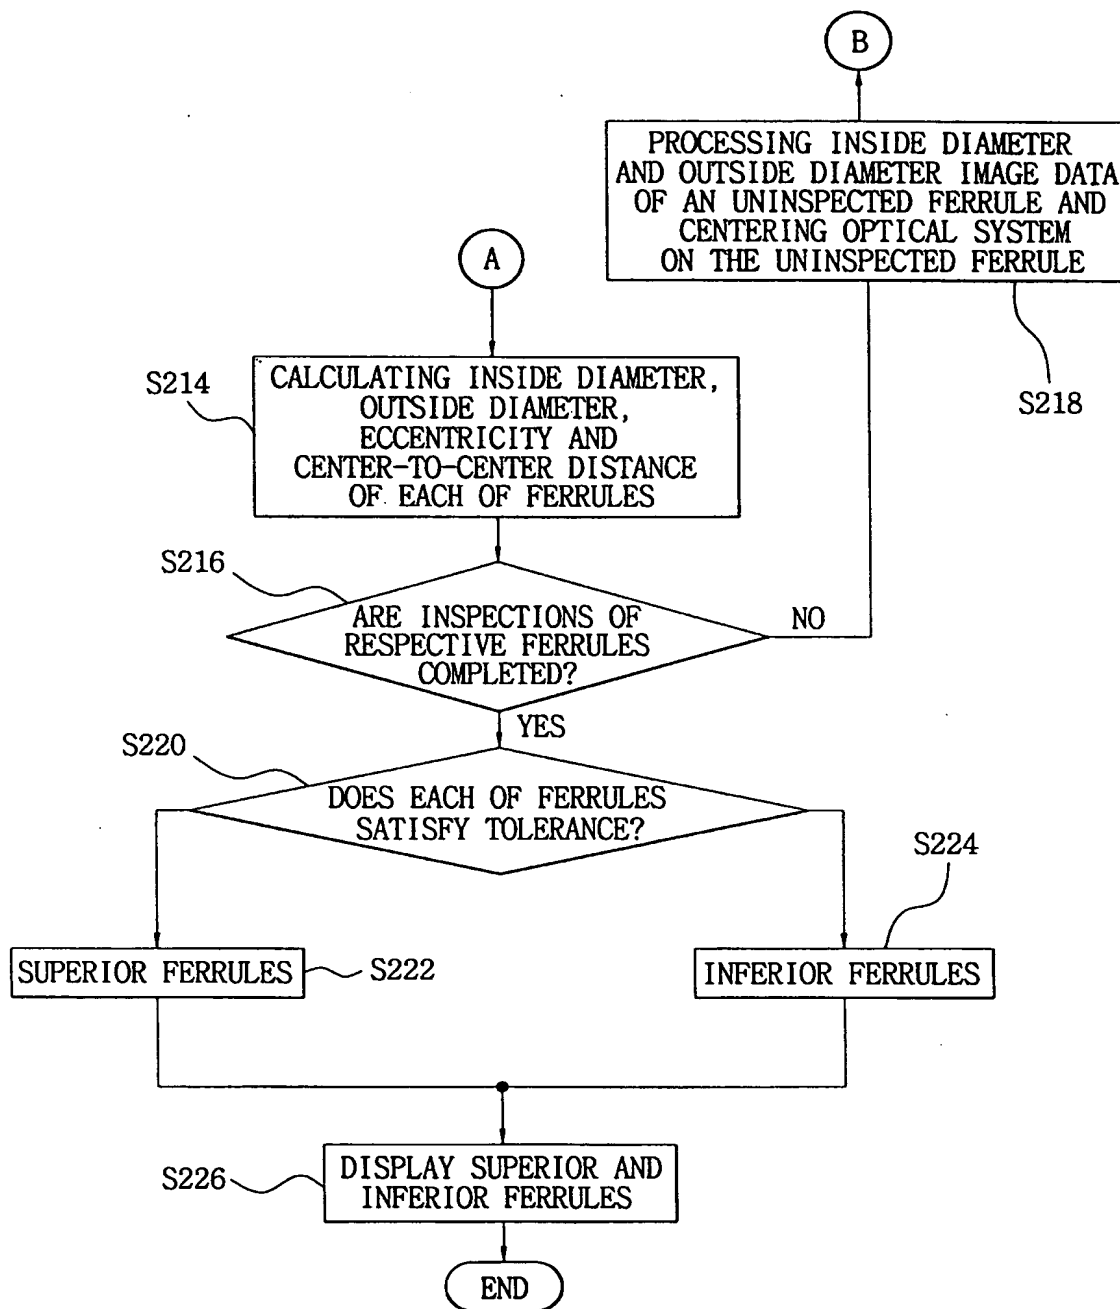 B
PROCESSING INSIDE DIAMETER
AND OUTSIDE DIAMETER IMAGE DATA
OF AN UNINSPECTED FERRULE AND
CENTERING OPTICAL SYSTEM
ON THE UNINSPECTED FERRULE
S218
A
S214
CALCULATING INSIDE DIAMETER,
OUTSIDE DIAMETER,
ECCENTRICITY AND
CENTER-TO-CENTER DISTANCE
OF EACH OF FERRULES
S216
ARE INSPECTIONS OF
RESPECTIVE FERRULES
COMPLETED?
NO
YES
S220
DOES EACH OF FERRULES
SATISFY TOLERANCE?
S224
SUPERIOR FERRULES
S222
INFERIOR FERRULES
S226
DISPLAY SUPERIOR AND
INFERIOR FERRULES
END